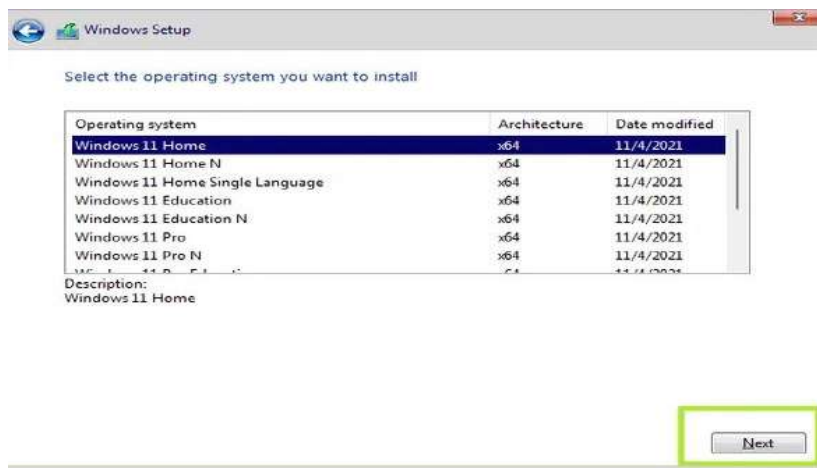 Windows Setup
Select the operating system you want to install
Operating system Architecture Date modified
Windows 11 Home x64 11/4/2021
Windows 11 Home N x64 11/4/2021
Windows 11 Home Single Language x64 11/4/2021
Windows 11 Education x64 11/4/2021
Windows 11 Education N x64 11/4/2021
Windows 11 Pro x64 11/4/2021
Windows 11 Pro N x64 11/4/2021
Description:
Windows 11 Home
Next